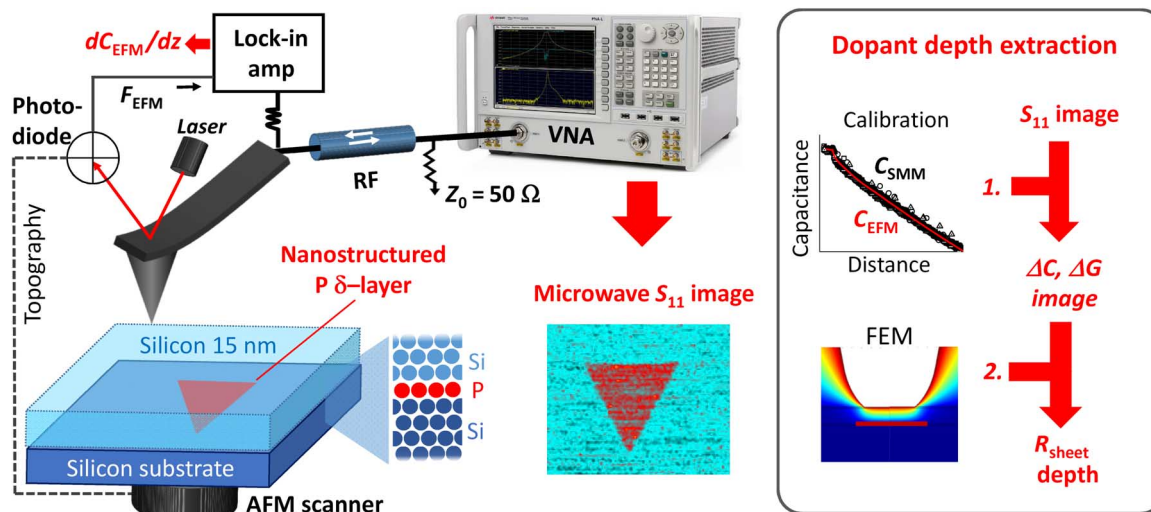 dC_EFM/dz
Lock-in
amp
F_EFM
Photo-
diode
Laser
RF
VNA
Z_0 = 50 Ω
Topography
Nanostructured
P δ–layer
Silicon 15 nm
Silicon substrate
AFM scanner
Si
P
Si
Microwave S_11 image
Dopant depth extraction
Calibration
Capacitance
C_SMM
C_EFM
Distance
1.
S_11 image
ΔC, ΔG
image
FEM
2.
R_sheet
depth